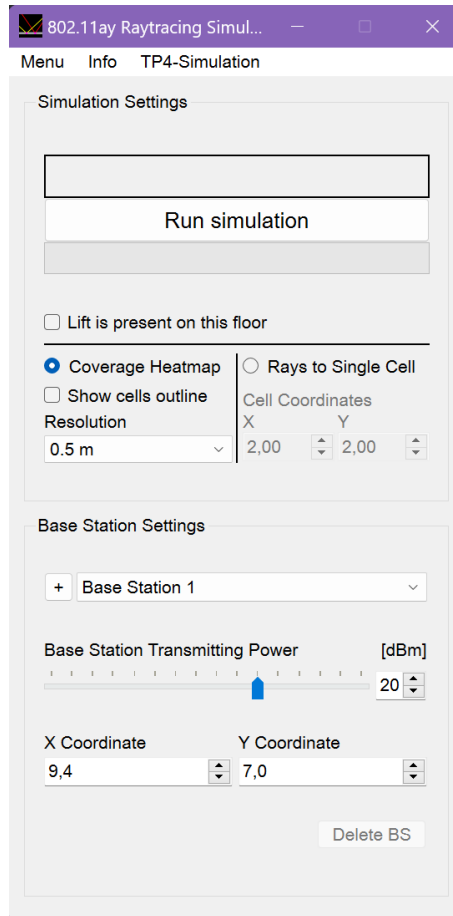 802.11ay Raytracing Simul...
Menu Info TP4-Simulation
Simulation Settings
Run simulation
Lift is present on this floor
Coverage Heatmap
Show cells outline
Resolution
0.5 m
Rays to Single Cell
Cell Coordinates
X Y
2,00 2,00
Base Station Settings
+ Base Station 1
Base Station Transmitting Power [dBm]
20
X Coordinate Y Coordinate
9,4 7,0
Delete BS